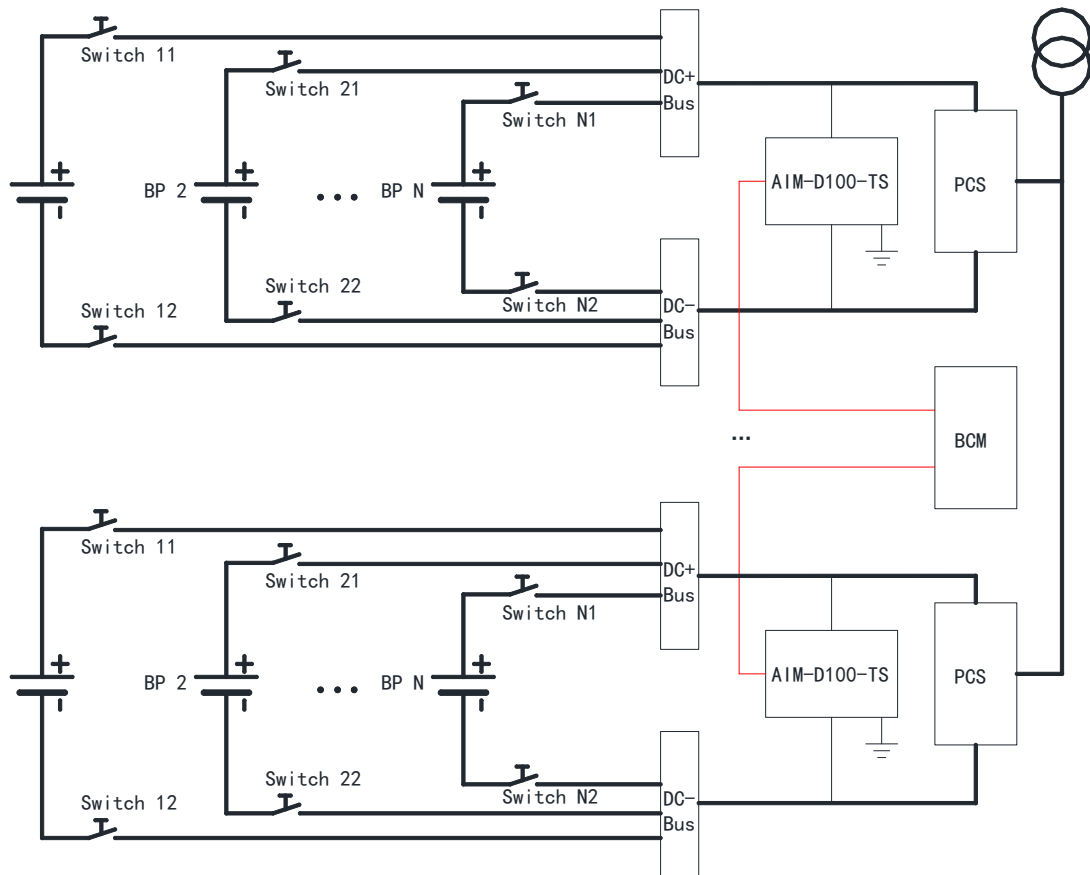 Switch 11
Switch 21
Switch N1
DC+
Bus
BP 2
BP N
+
-
+
-
+
-
...
AIM-D100-TS
PCS
Switch 12
Switch 22
Switch N2
DC-
Bus
...
BCM
Switch 11
Switch 21
Switch N1
DC+
Bus
BP 2
BP N
+
-
+
-
+
-
...
AIM-D100-TS
PCS
Switch 12
Switch 22
Switch N2
DC-
Bus